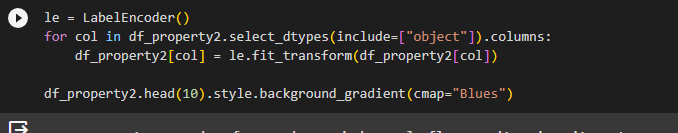 le = LabelEncoder()
for col in df_property2.select_dtypes(include=["object"]).columns:
    df_property2[col] = le.fit_transform(df_property2[col])
df_property2.head(10).style.background_gradient(cmap="Blues")